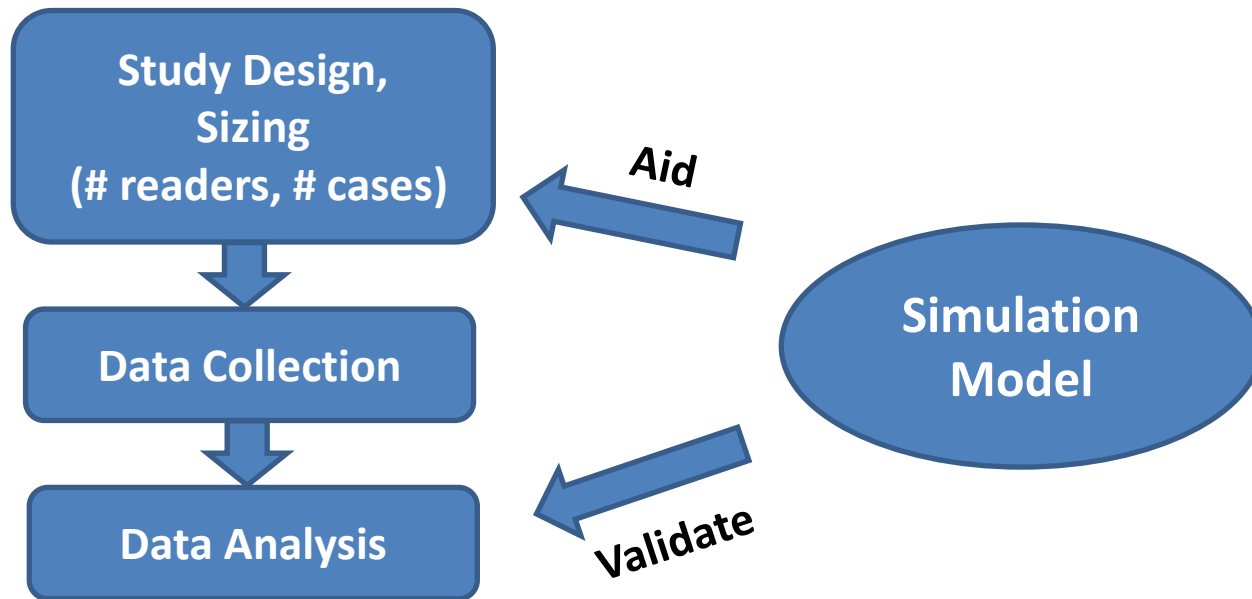 Study Design,
Sizing
(# readers, # cases)
Aid
Data Collection
Simulation
Model
Data Analysis
Validate